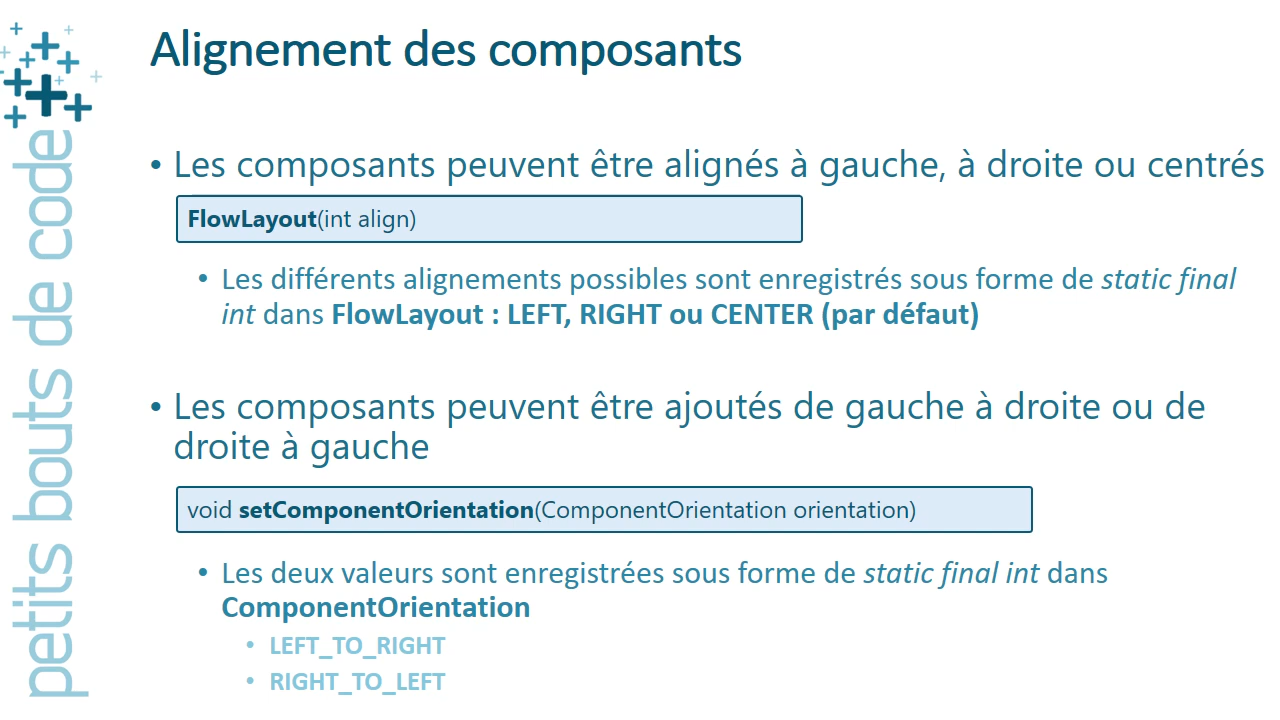 Alignement des composants
• Les composants peuvent être alignés à gauche, à droite ou centrés
FlowLayout(int align)
• Les différents alignements possibles sont enregistrés sous forme de static final
int dans FlowLayout : LEFT, RIGHT ou CENTER (par défaut)
• Les composants peuvent être ajoutés de gauche à droite ou de
droite à gauche
void setComponentOrientation(ComponentOrientation orientation)
• Les deux valeurs sont enregistrées sous forme de static final int dans
ComponentOrientation
• LEFT_TO_RIGHT
• RIGHT_TO_LEFT
petits bouts de code